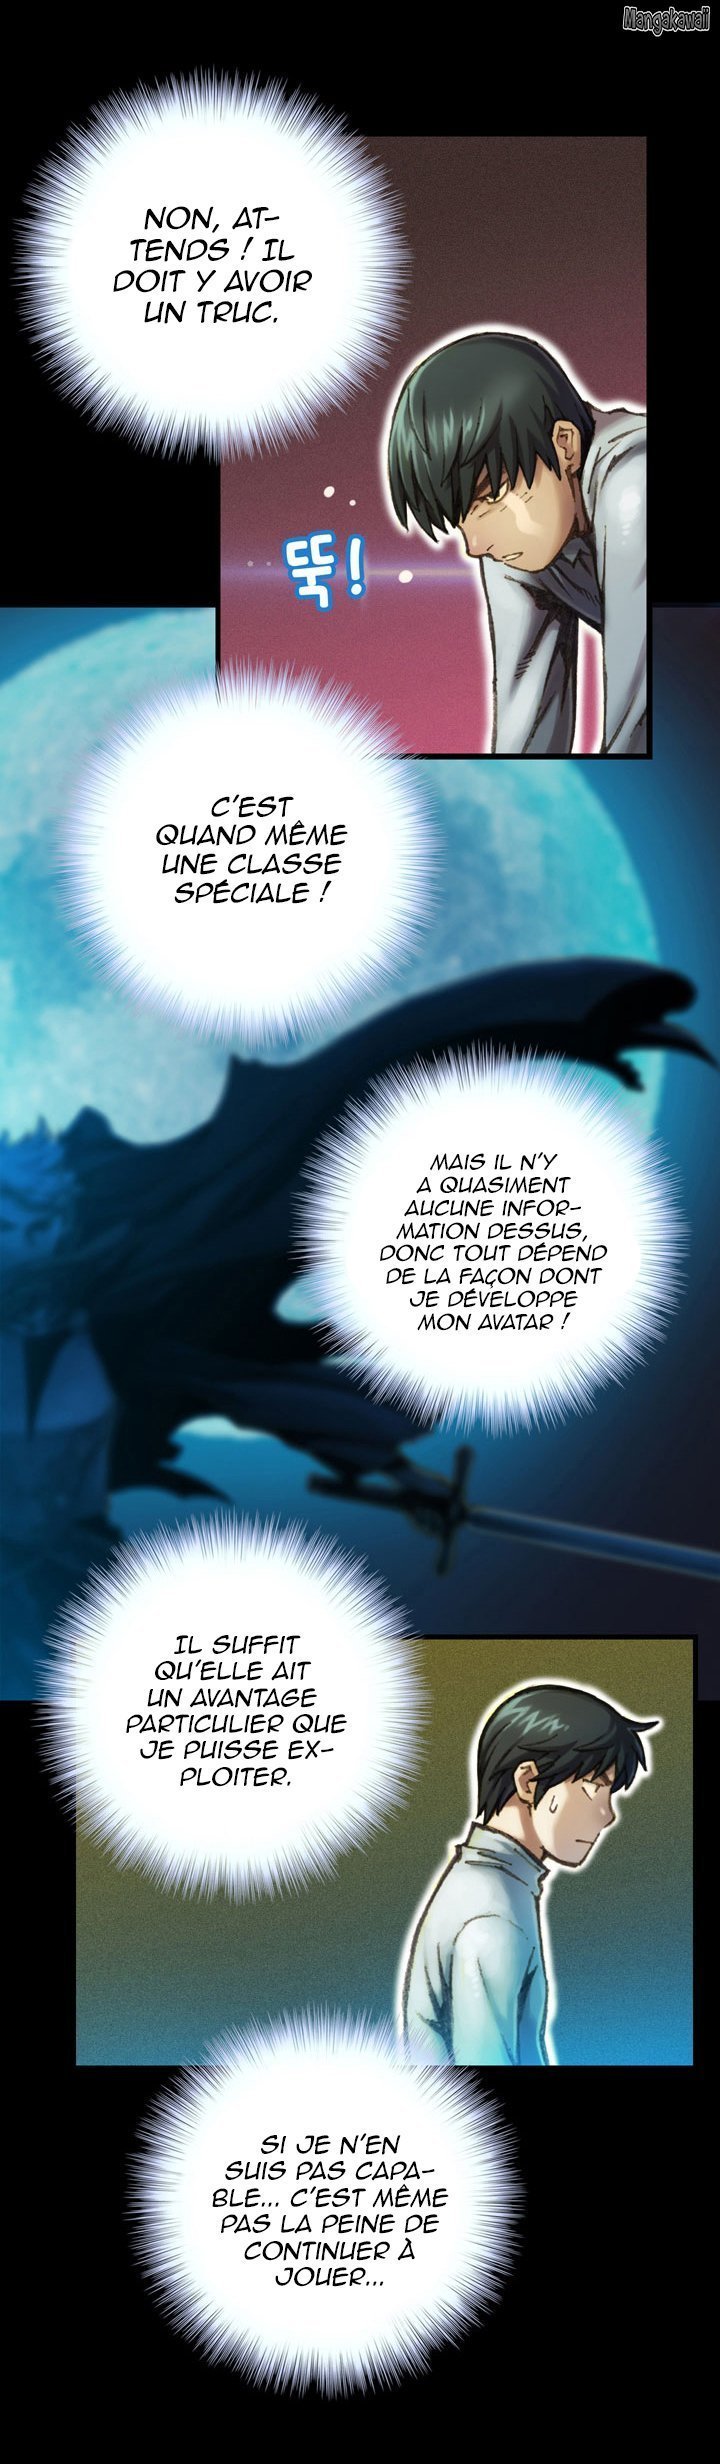 Mangakawaii
NON, AT-
TENDS ! IL
DOIT Y AVOIR
UN TRUC.
뚝!
C'EST
QUAND MÊME
UNE CLASSE
SPÉCIALE !
MAIS IL N'Y
A QUASIMENT
AUCUNE INFOR-
MATION DESSUS,
DONC TOUT DÉPEND
DE LA FAÇON DONT
JE DÉVELOPPE
MON AVATAR !
IL SUFFIT
QU'ELLE AIT
UN AVANTAGE
PARTICULIER QUE
JE PUISSE EX-
PLOITER.
SI JE N'EN
SUIS PAS CAPA-
BLE... C'EST MÊME
PAS LA PEINE DE
CONTINUER À
JOUER...